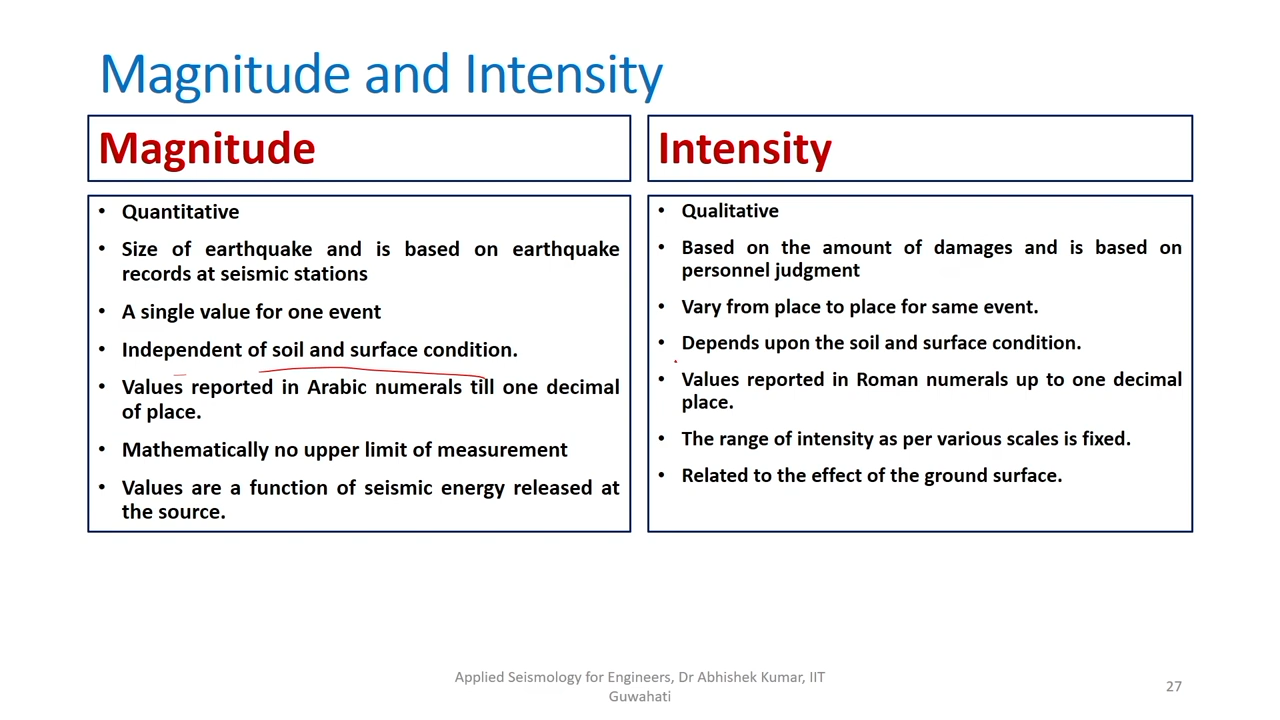 Magnitude and Intensity
Magnitude
• Quantitative
• Size of earthquake and is based on earthquake
records at seismic stations
• A single value for one event
• Independent of soil and surface condition.
• Values reported in Arabic numerals till one decimal
of place.
• Mathematically no upper limit of measurement
• Values are a function of seismic energy released at
the source.
Intensity
• Qualitative
• Based on the amount of damages and is based on
personnel judgment
• Vary from place to place for same event.
• Depends upon the soil and surface condition.
• Values reported in Roman numerals up to one decimal
place.
• The range of intensity as per various scales is fixed.
• Related to the effect of the ground surface.
Applied Seismology for Engineers, Dr Abhishek Kumar, IIT
Guwahati
27